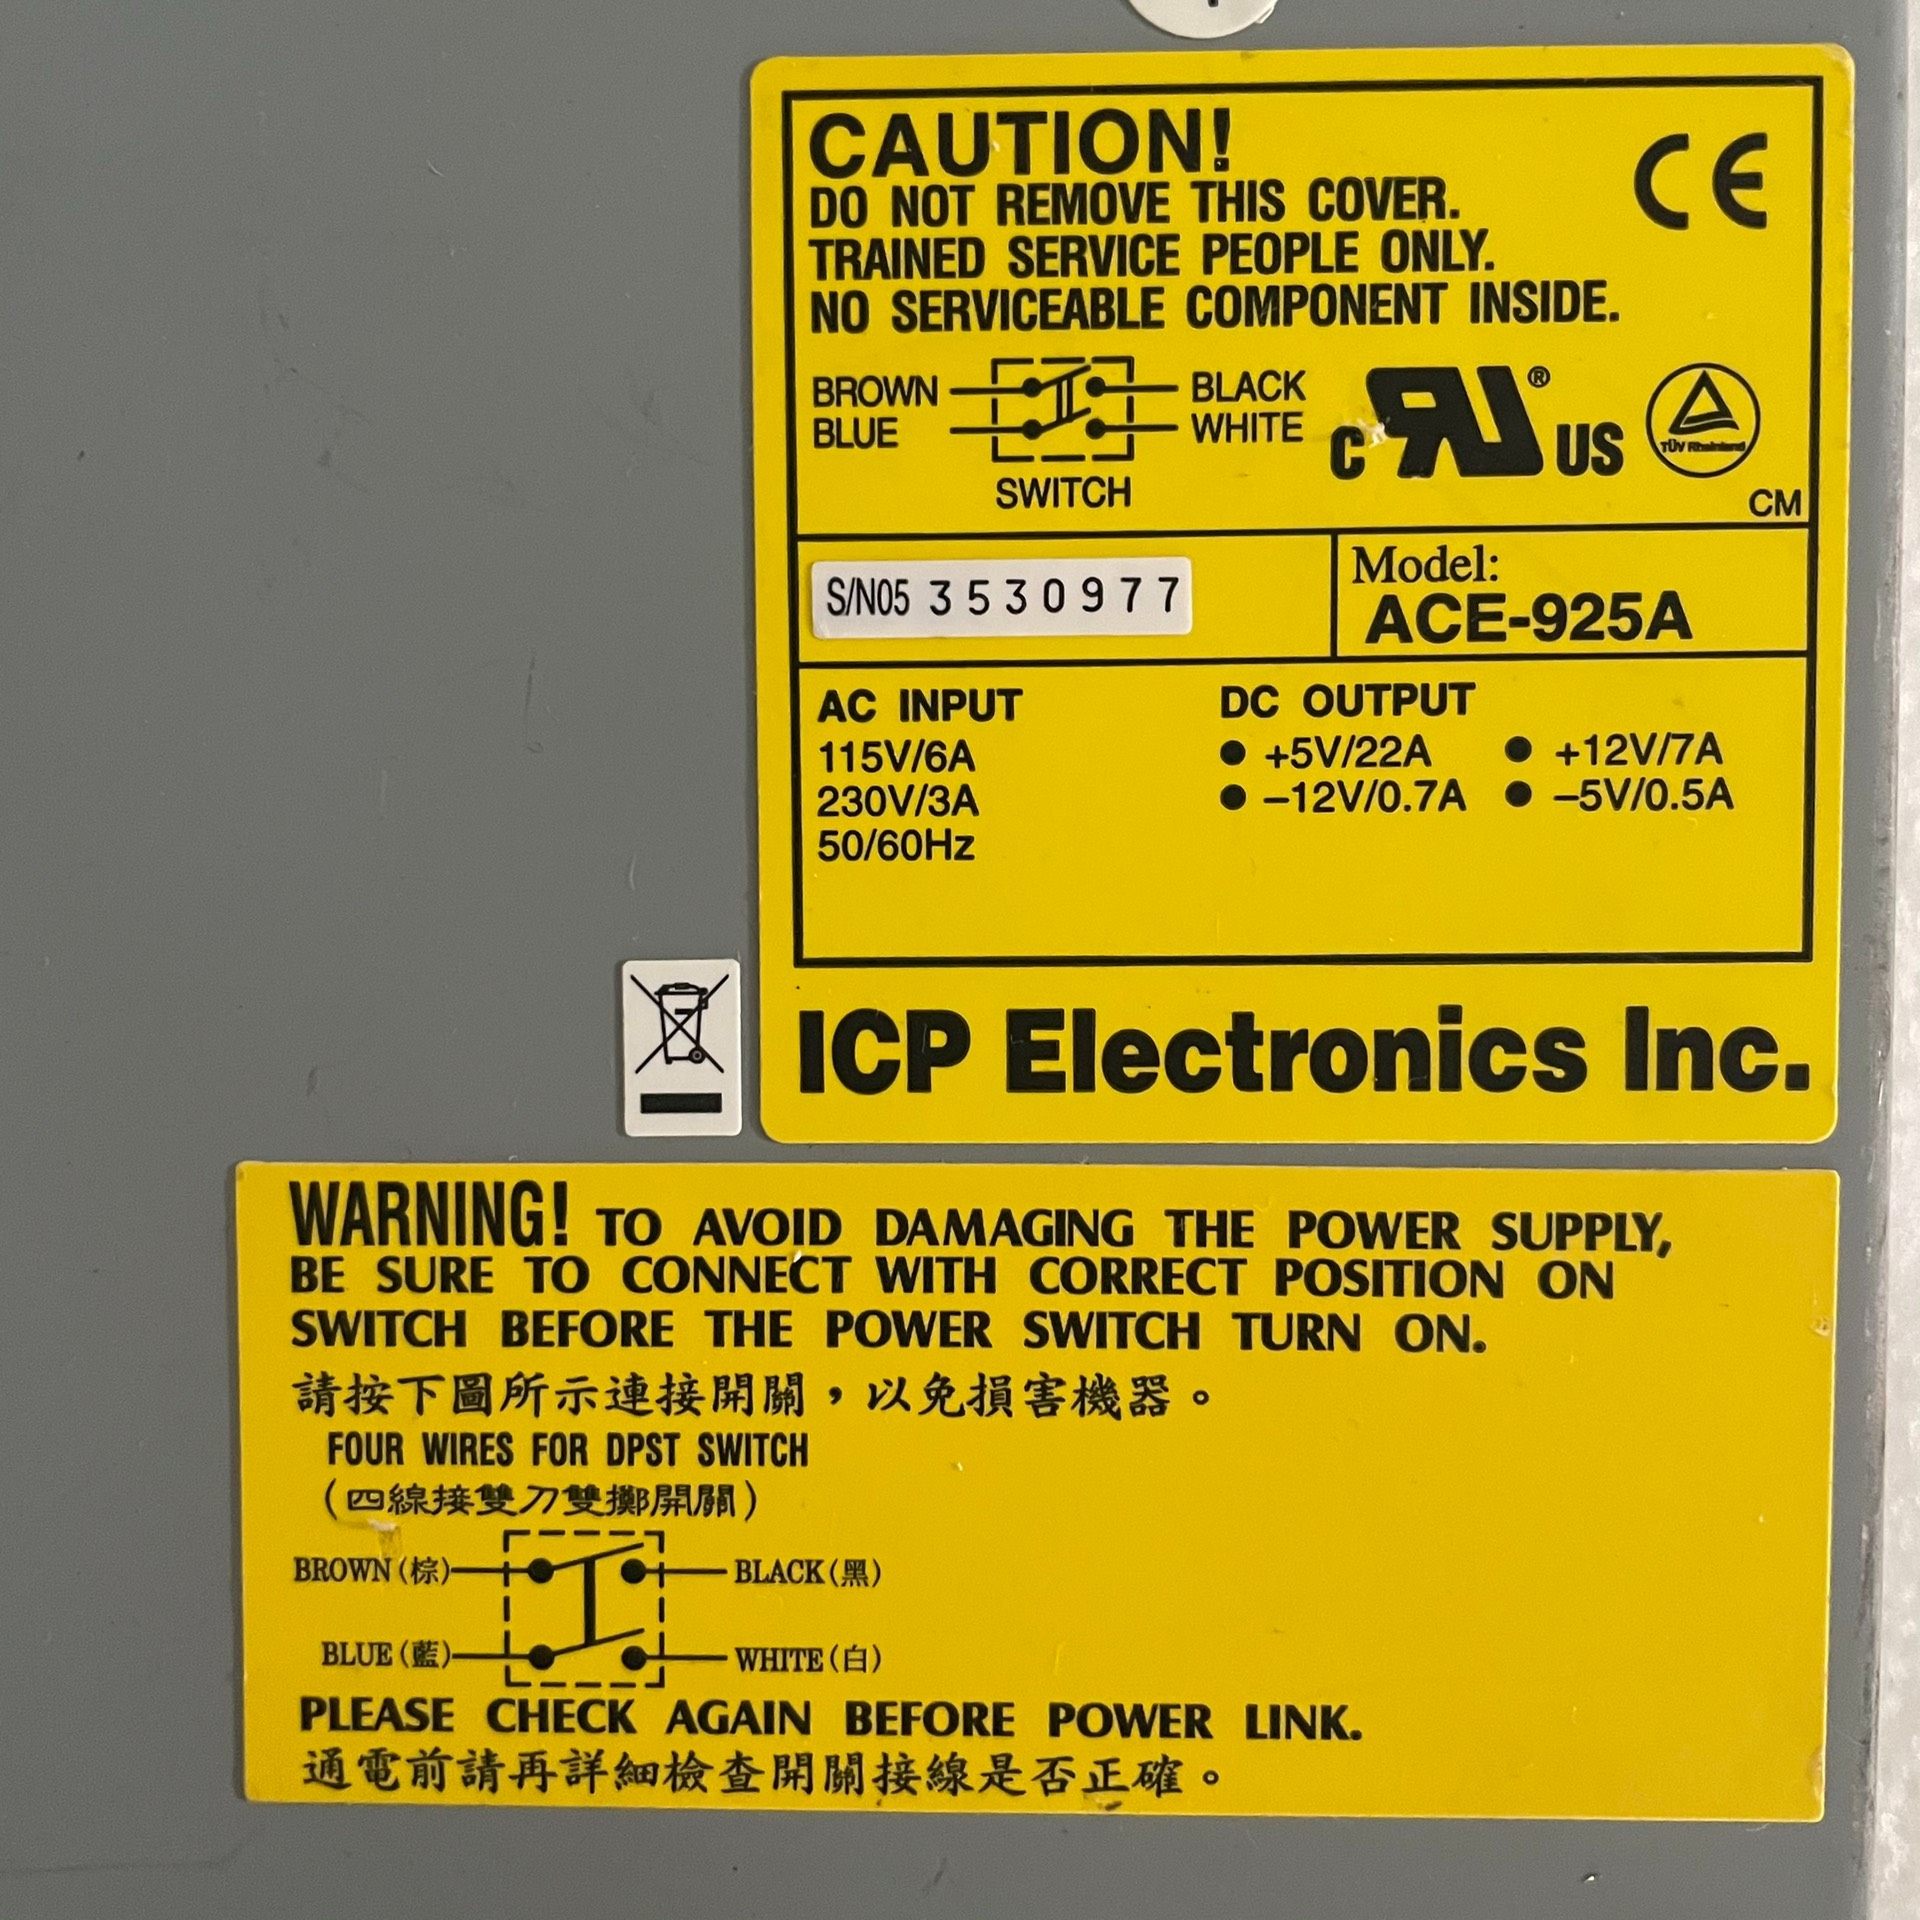 CAUTION!
DO NOT REMOVE THIS COVER.
TRAINED SERVICE PEOPLE ONLY.
NO SERVICEABLE COMPONENT INSIDE.
CE
BROWN BLACK
BLUE WHITE
SWITCH
C RU® US
TÜV Rheinland
CM
S/N05 3530977
Model:
ACE-925A
AC INPUT
115V/6A
230V/3A
50/60Hz
DC OUTPUT
● +5V/22A ● +12V/7A
● –12V/0.7A ● –5V/0.5A
ICP Electronics Inc.
WARNING! TO AVOID DAMAGING THE POWER SUPPLY,
BE SURE TO CONNECT WITH CORRECT POSITION ON
SWITCH BEFORE THE POWER SWITCH TURN ON.
請按下圖所示連接開關，以免損害機器。
FOUR WIRES FOR DPST SWITCH
(四線接雙刀雙擲開關)
BROWN(棕) BLACK(黑)
BLUE(藍) WHITE(白)
PLEASE CHECK AGAIN BEFORE POWER LINK.
通電前請再詳細檢查開關接線是否正確。